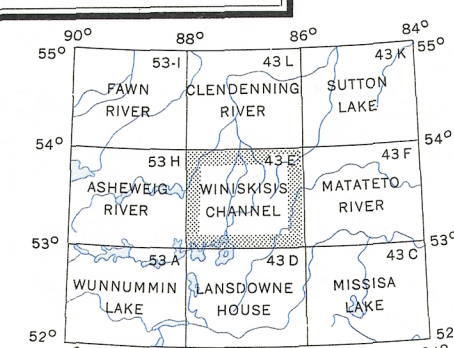 90° 88° 86° 84°
55° 53-I 43 L 43 K 55°
FAWN CLENDENNING SUTTON
RIVER RIVER LAKE
54° 53 H 43 E 43 F 54°
ASHEWEIG WINISKISIS MATATETO
RIVER CHANNEL RIVER
53° 53 A 43 D 43 C 53°
WUNNUMMIN LANSDOWNE MISSISA
LAKE HOUSE LAKE
52° 52